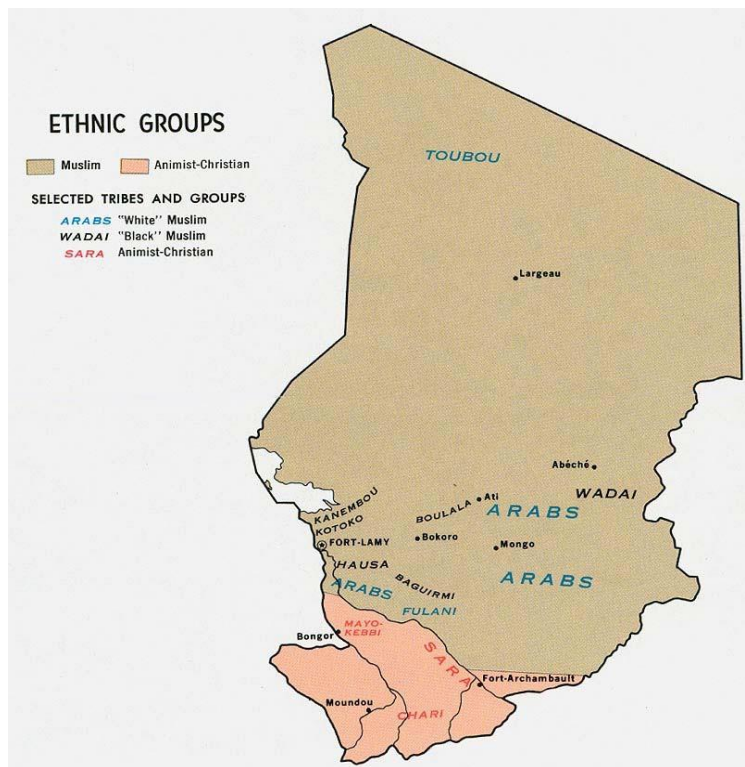 ETHNIC GROUPS
Muslim Animist-Christian
SELECTED TRIBES AND GROUPS
ARABS "White" Muslim
WADAI "Black" Muslim
SARA Animist-Christian
TOUBOU
Largeau
Abéché
WADAI
KANEMBOU
KOTOKO
BOULALA
Ati
ARABS
FORT-LAMY
Bokoro
Mongo
HAUSA
ARABS
BAGUIRMI
ARABS
FULANI
MAYO-
KEBBI
Bongor
SARA
Fort-Archambault
Moundou
CHARI